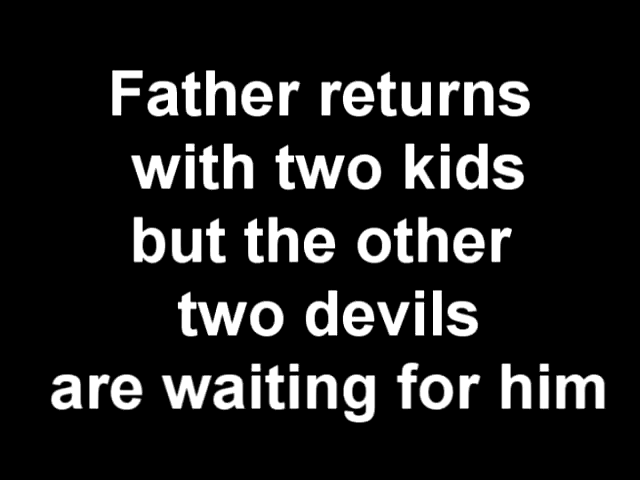 Father returns
with two kids
but the other
two devils
are waiting for him